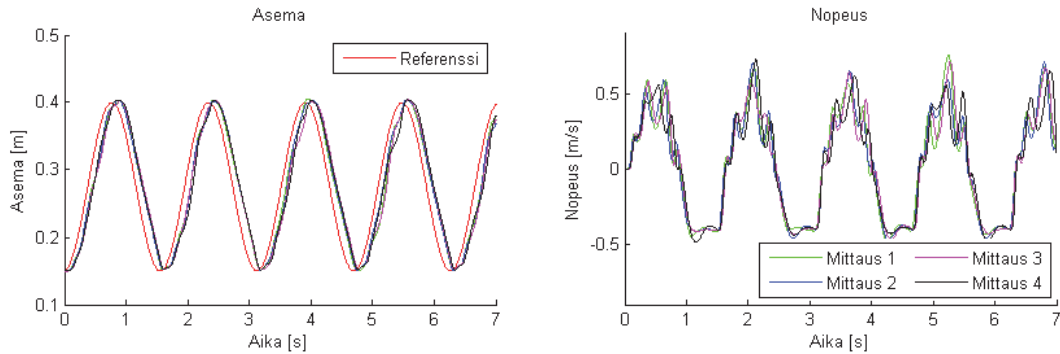 Asema
0.5
0.4
0.3
0.2
0.1
Asema [m]
Referenssi
0 1 2 3 4 5 6 7
Aika [s]
Nopeus
0.5
0
-0.5
Nopeus [m/s]
Mittaus 1
Mittaus 2
Mittaus 3
Mittaus 4
0 1 2 3 4 5 6 7
Aika [s]